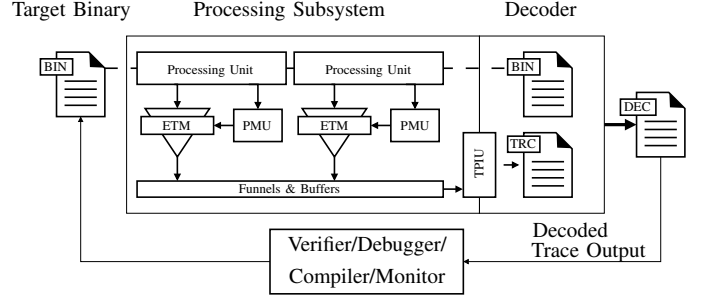 Target Binary
Processing Subsystem
Decoder
BIN
Processing Unit
Processing Unit
BIN
ETM
PMU
ETM
PMU
DEC
TPIU
TRC
Funnels & Buffers
Decoded
Trace Output
Verifier/Debugger/
Compiler/Monitor